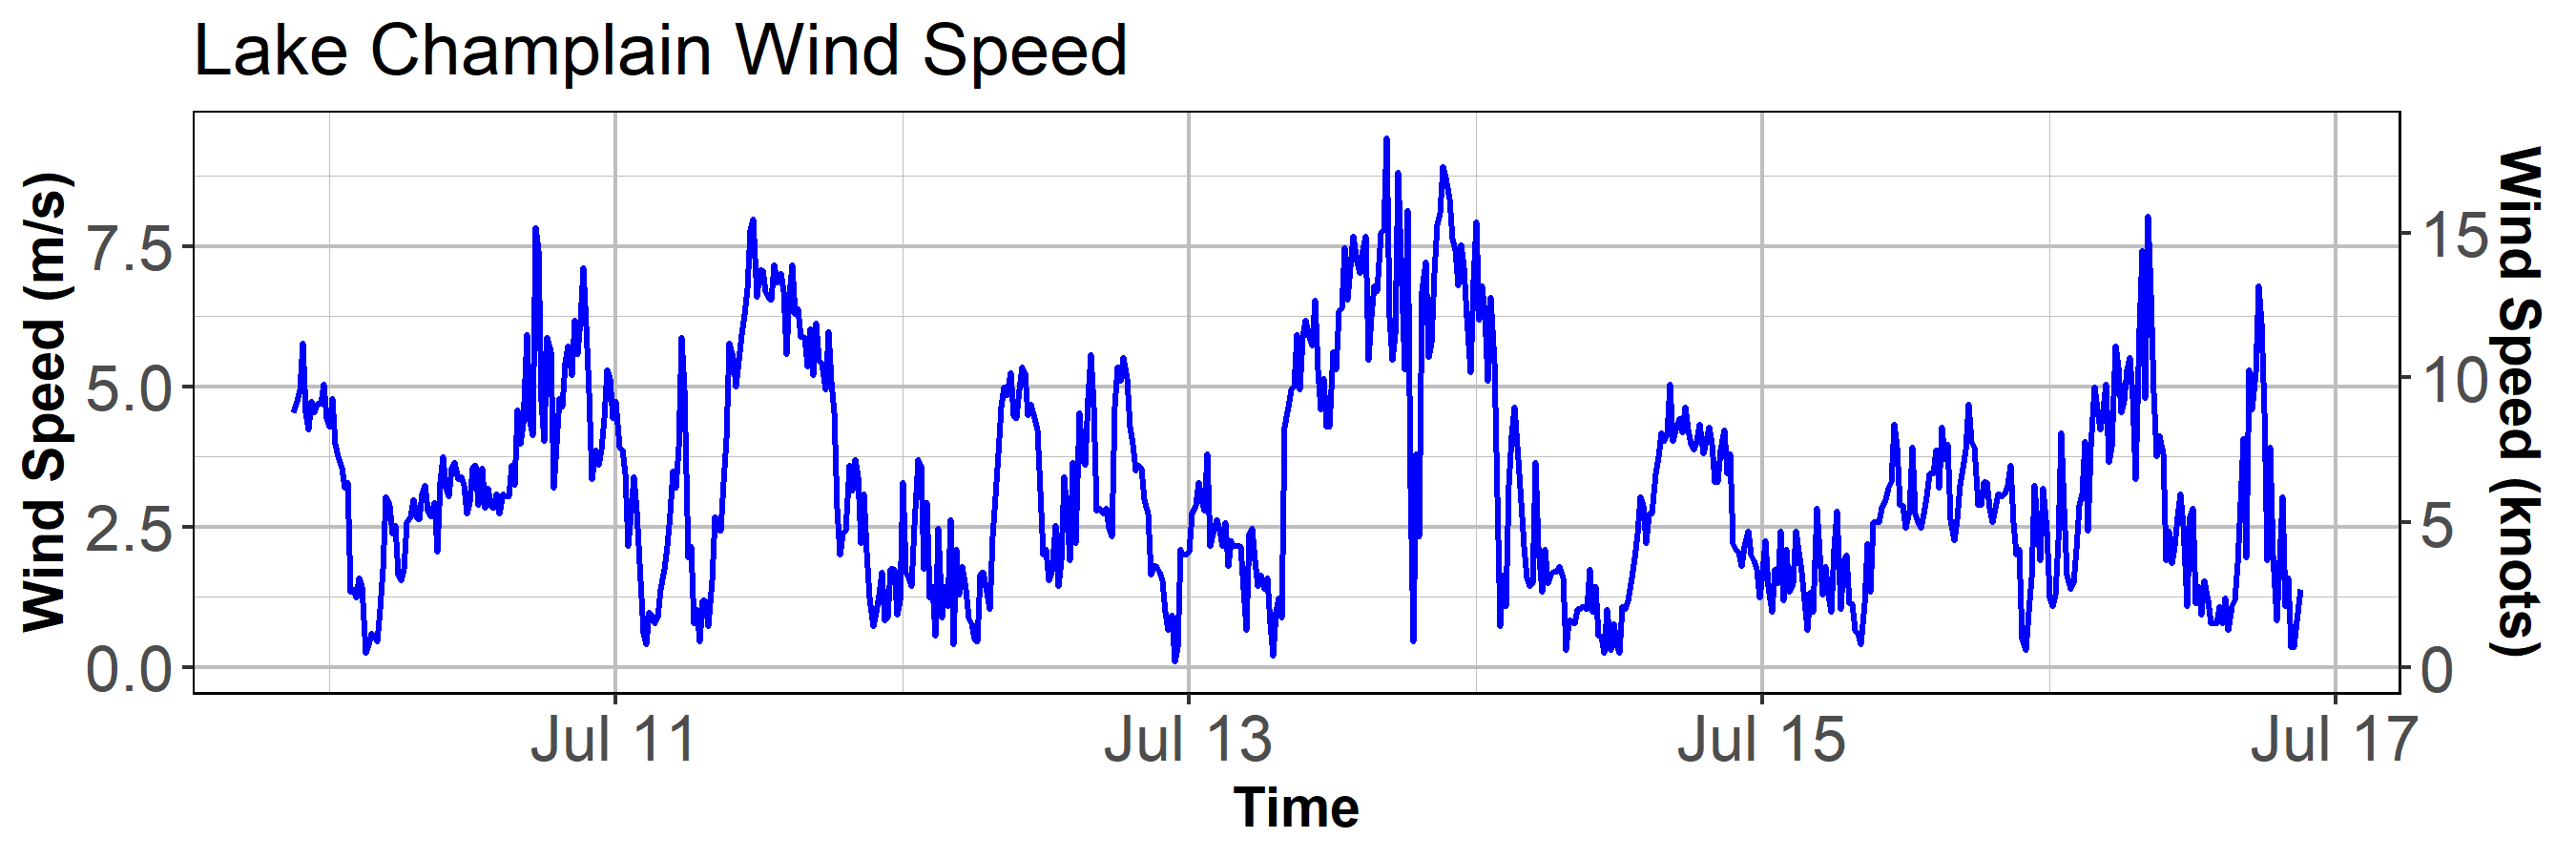 Lake Champlain Wind Speed
Wind Speed (m/s)
7.5
5.0
2.5
0.0
15
10
5
0
Wind Speed (knots)
Jul 11
Jul 13
Jul 15
Jul 17
Time